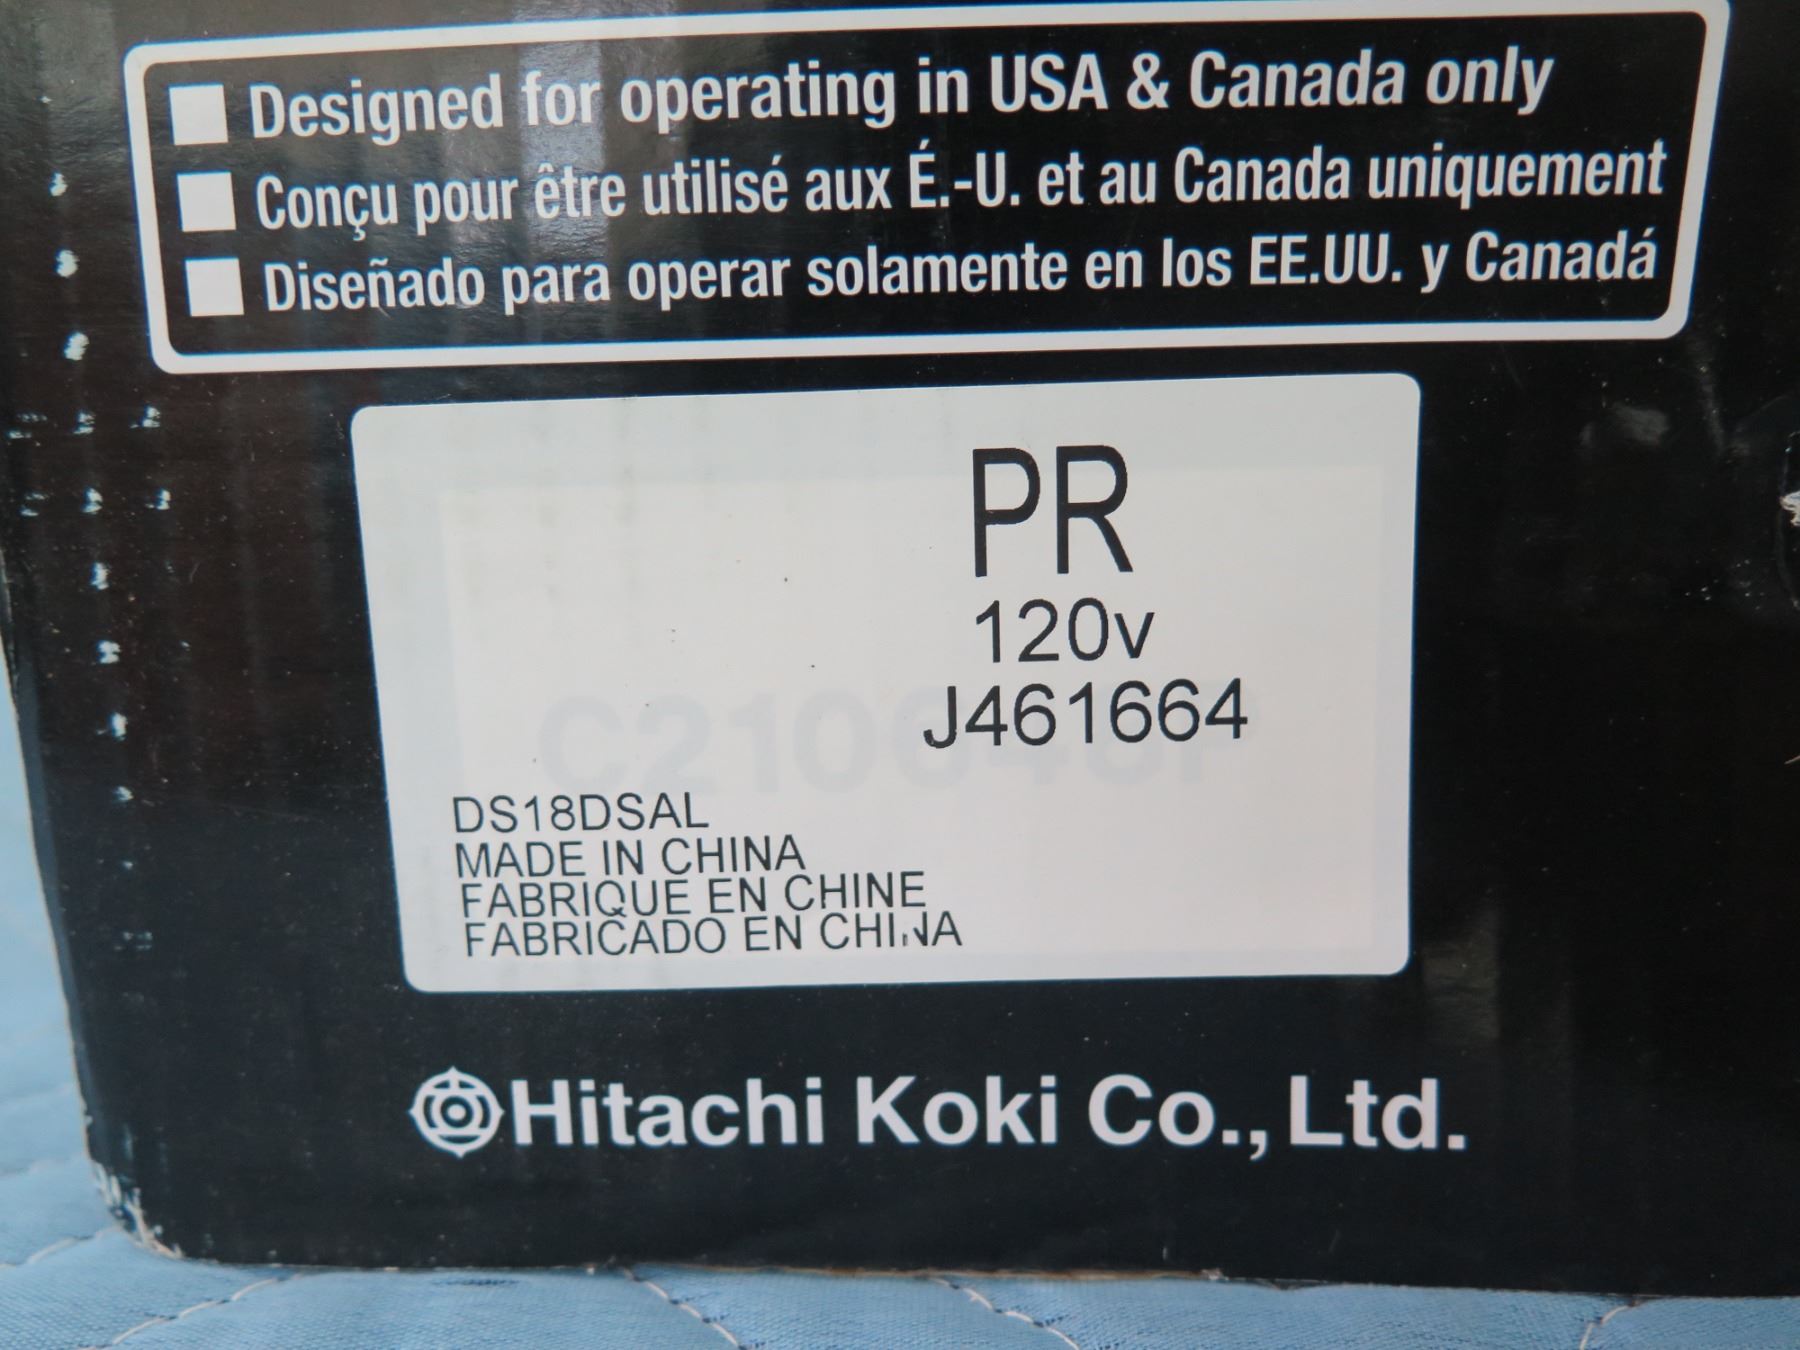 Designed for operating in USA & Canada only
Conçu pour être utilisé aux É.-U. et au Canada uniquement
Diseñado para operar solamente en los EE.UU. y Canadá
PR
120v
J461664
DS18DSAL
MADE IN CHINA
FABRIQUE EN CHINE
FABRICADO EN CHINA
Hitachi Koki Co., Ltd.